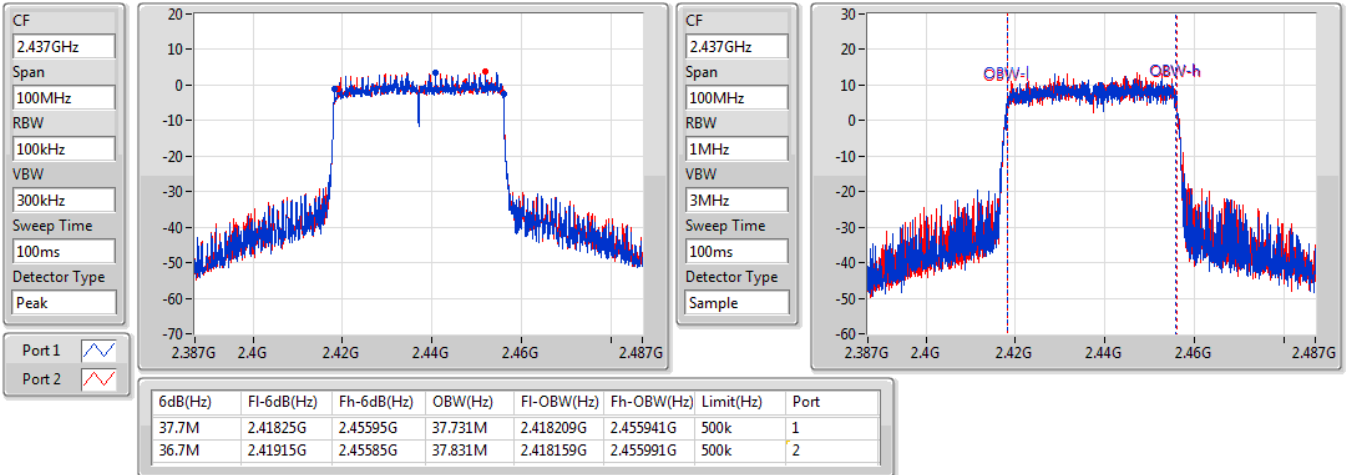 CF
2.437GHz
Span
100MHz
RBW
100kHz
VBW
300kHz
Sweep Time
100ms
Detector Type
Peak
Port 1
Port 2
20
10
0
-10
-20
-30
-40
-50
-60
-70
2.387G 2.4G 2.42G 2.44G 2.46G 2.487G
CF
2.437GHz
Span
100MHz
RBW
1MHz
VBW
3MHz
Sweep Time
100ms
Detector Type
Sample
30
20
10
0
-10
-20
-30
-40
-50
-60
OBW-l OBW-h
2.387G 2.4G 2.42G 2.44G 2.46G 2.487G
6dB(Hz) Fl-6dB(Hz) Fh-6dB(Hz) OBW(Hz) Fl-OBW(Hz) Fh-OBW(Hz) Limit(Hz) Port
37.7M 2.41825G 2.45595G 37.731M 2.418209G 2.455941G 500k 1
36.7M 2.41915G 2.45585G 37.831M 2.418159G 2.455991G 500k 2